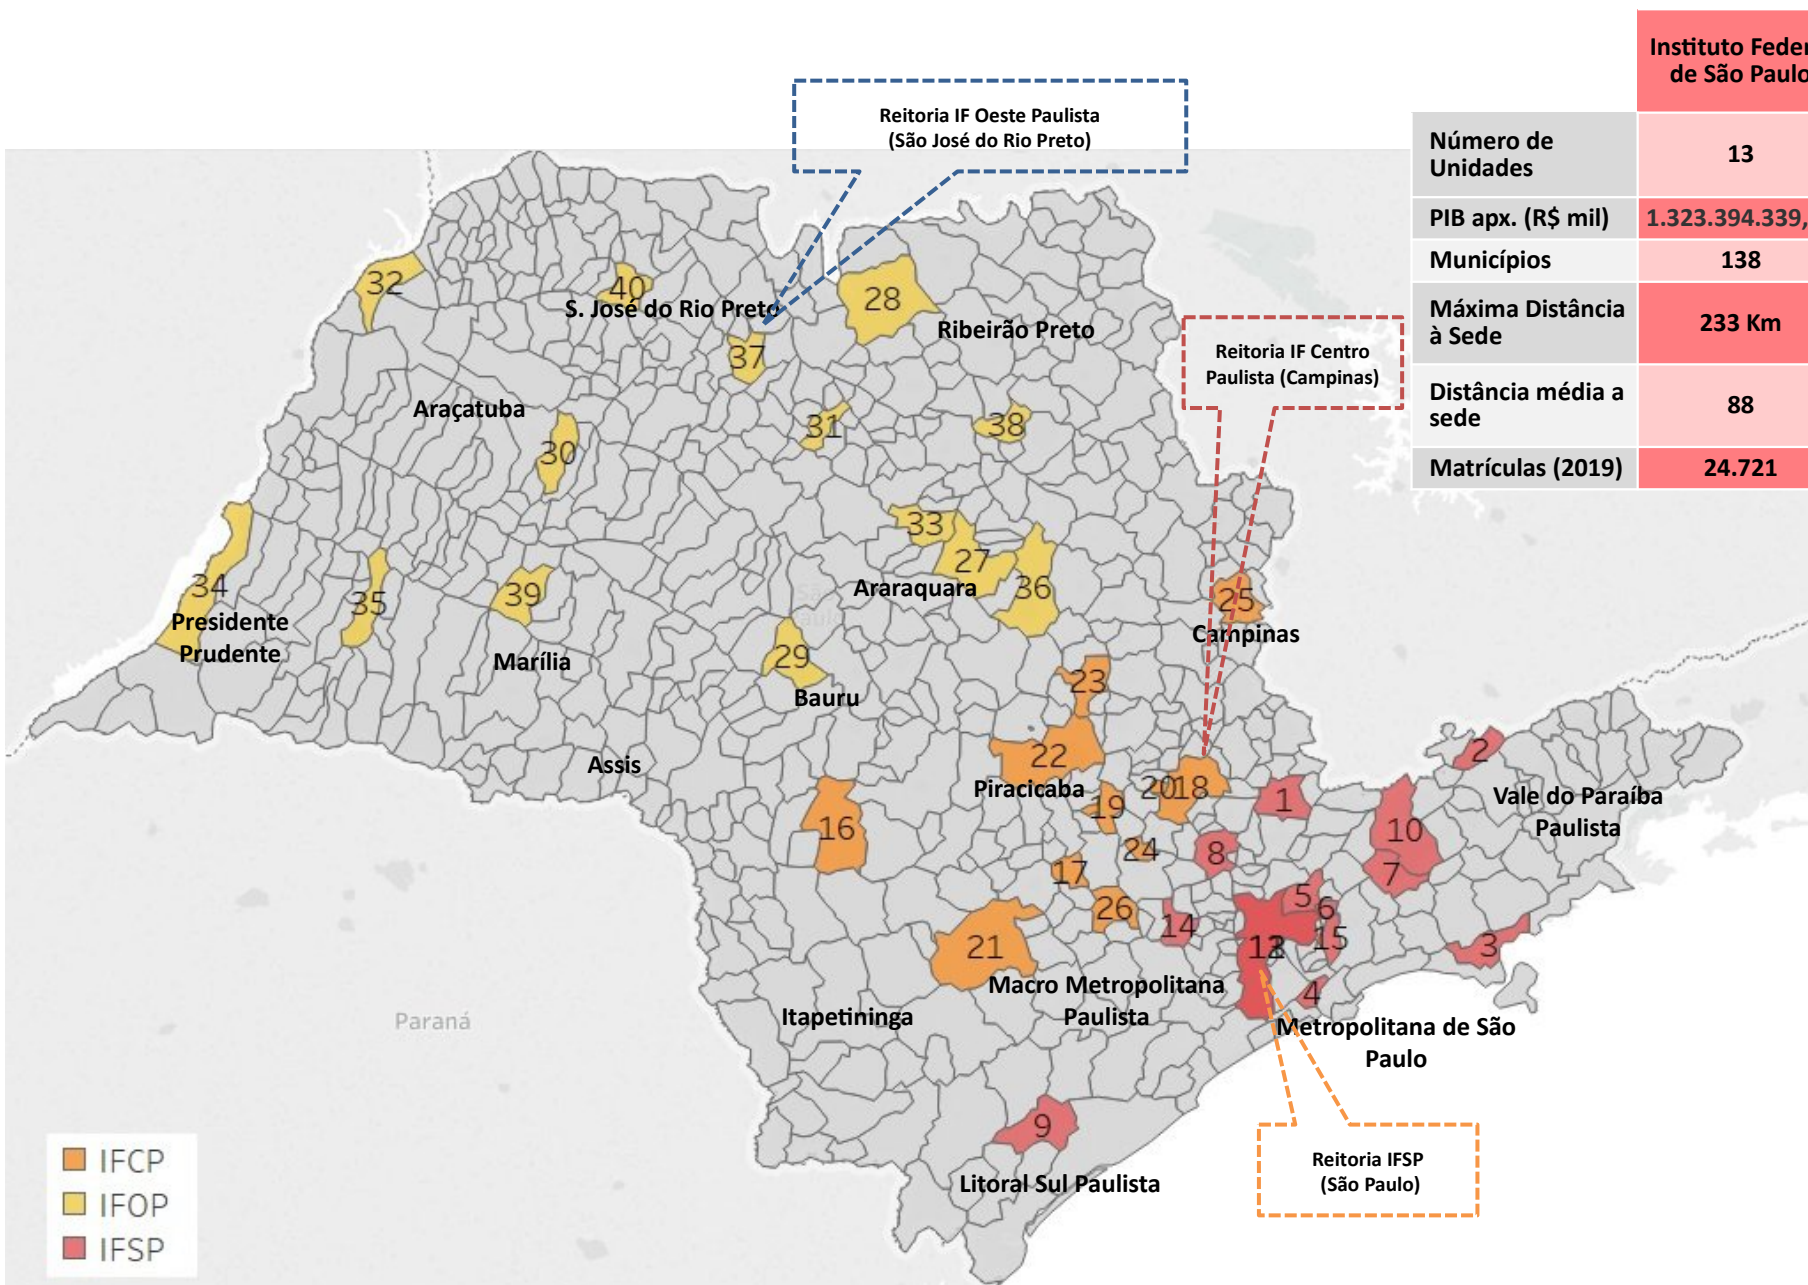 Instituto Feder
de São Paulo
Número de
Unidades
13
PIB apx. (R$ mil)
1.323.394.339,
Municípios
138
Máxima Distância
à Sede
233 Km
Distância média a
sede
88
Matrículas (2019)
24.721
Reitoria IF Oeste Paulista
(São José do Rio Preto)
Reitoria IF Centro
Paulista (Campinas)
32
40
S. José do Rio Preto
28
Ribeirão Preto
37
Araçatuba
31
38
30
33
27
34
35
39
Araraquara
36
25
Presidente
Prudente
Marília
Campinas
29
Bauru
23
22
2
Assis
Piracicaba
20
18
19
1
Vale do Paraíba
Paulista
16
10
24
8
17
7
26
5
6
14
21
15
3
Macro Metropolitana
Paulista
4
Itapetininga
Metropolitana de São
Paulo
Paraná
9
Litoral Sul Paulista
Reitoria IFSP
(São Paulo)
IFCP
IFOP
IFSP